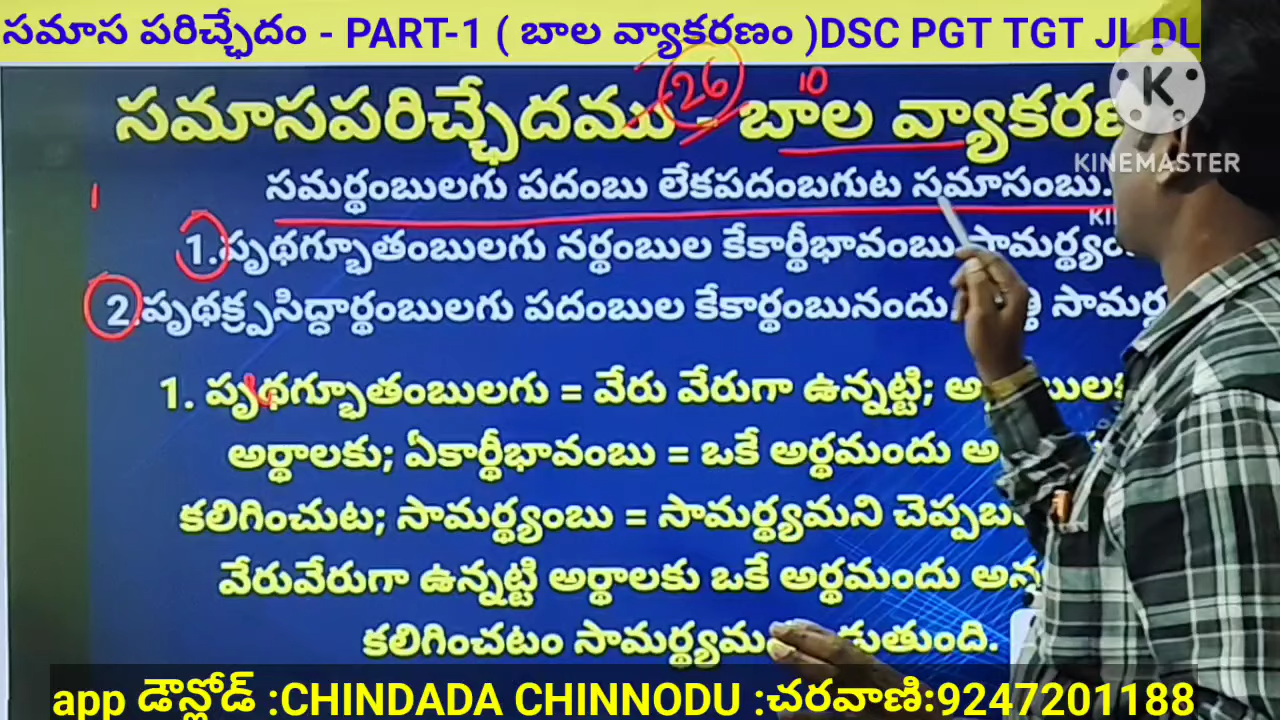 సమాస పరిచ్ఛేదం - PART-1 ( బాల వ్యాకరణం )DSC PGT TGT JL DL
26 10
సమాసపరిచ్ఛేదము - బాల వ్యాకరణ
KINEMASTER
1
సమర్థంబులగు పదంబు లేకపదంబగుట సమాసంబు.
1.పృథగ్భూతంబులగు నర్థంబుల కేకార్థీభావంబు సామర్థ్యం
2.పృథక్ప్రసిద్ధార్థంబులగు పదంబుల కేకార్థంబునందు
1. పృథగ్భూతంబులగు = వేరు వేరుగా ఉన్నట్టి;
అర్థాలకు; ఏకార్థీభావంబు = ఒకే అర్థమందు
కలిగించుట; సామర్థ్యంబు = సామర్థ్యమని
వేరువేరుగా ఉన్నట్టి అర్థాలకు ఒకే అర్థమందు
కలిగించటం
app డౌన్లోడ్ :CHINDADA CHINNODU :చరవాణి:9247201188